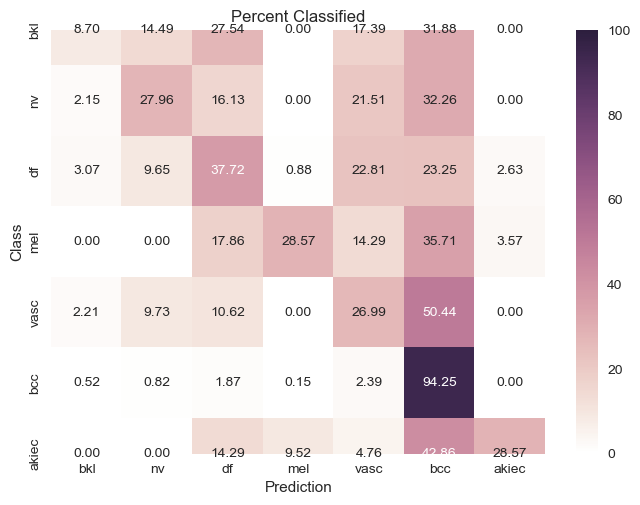 Percent Classified
bkl 8.70 14.49 27.54 0.00 17.39 31.88 0.00
nv 2.15 27.96 16.13 0.00 21.51 32.26 0.00
df 3.07 9.65 37.72 0.88 22.81 23.25 2.63
mel 0.00 0.00 17.86 28.57 14.29 35.71 3.57
vasc 2.21 9.73 10.62 0.00 26.99 50.44 0.00
bcc 0.52 0.82 1.87 0.15 2.39 94.25 0.00
akiec 0.00 0.00 14.29 9.52 4.76 42.86 28.57
bkl nv df mel vasc bcc akiec
Prediction
Class
100
80
60
40
20
0